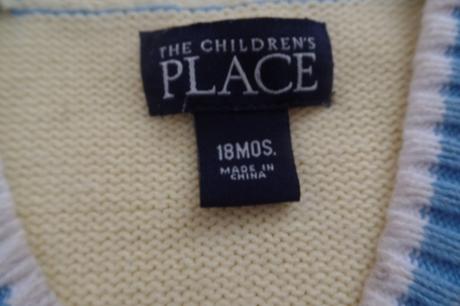 THE CHILDREN'S
PLACE
18MOS.
MADE IN
CHINA